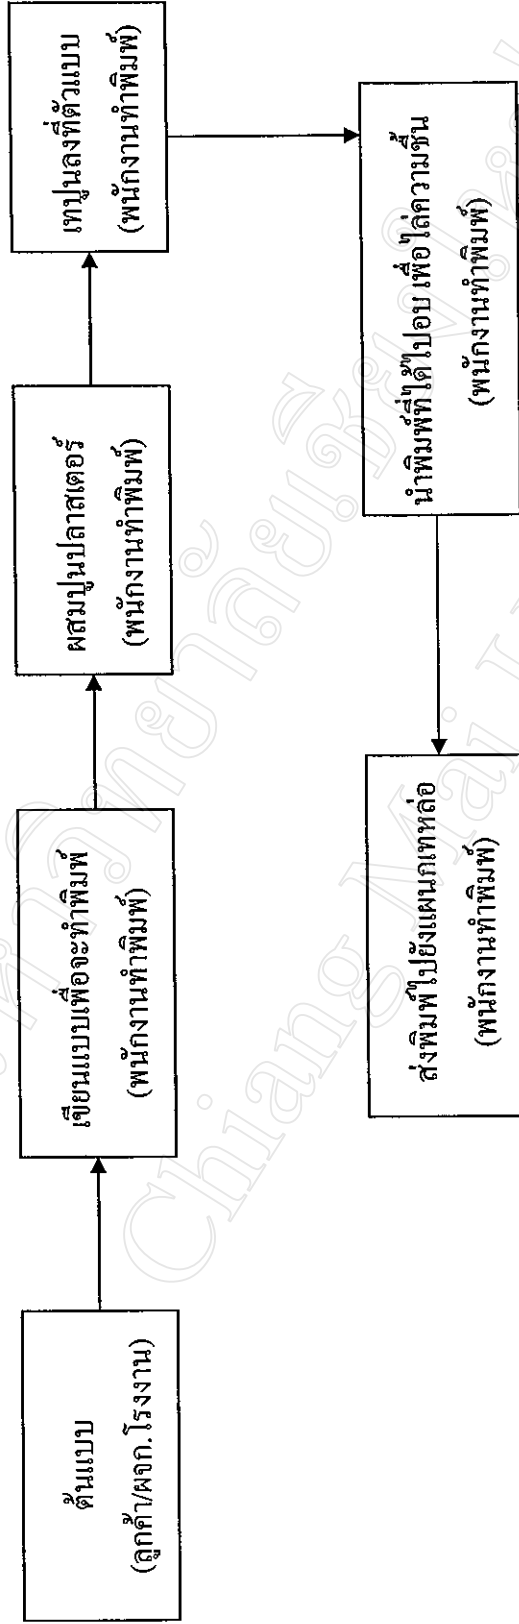 ต้นแบบ
(ลูกค้า/ผจก.โรงงาน)
เขียนแบบเพื่อจะทำพิมพ์
(พนักงานทำพิมพ์)
ผสมปูนปลาสเตอร์
(พนักงานทำพิมพ์)
เทปูนลงที่ตัวแบบ
(พนักงานทำพิมพ์)
นำพิมพ์ที่ได้ไปอบ เพื่อไล่ความชื้น
(พนักงานทำพิมพ์)
ส่งพิมพ์ไปยังแผนกเทหล่อ
(พนักงานทำพิมพ์)
Chiang Mai